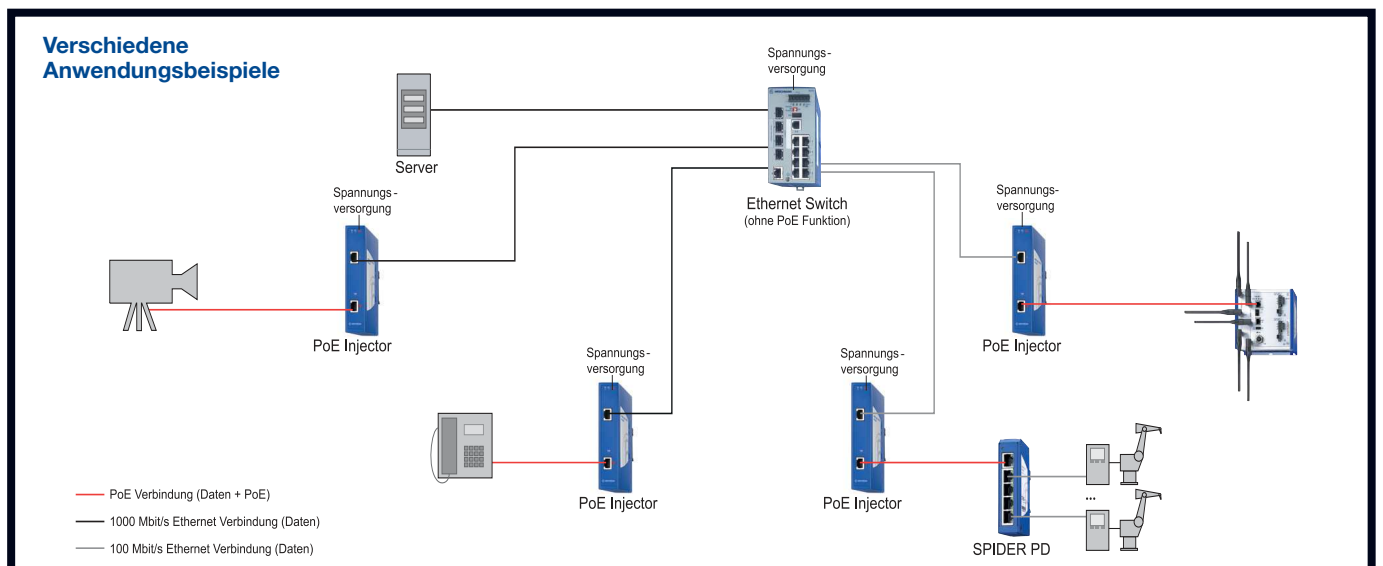 Verschiedene
Anwendungsbeispiele
Spannungs-
versorgung
Server
Ethernet Switch
(ohne PoE Funktion)
Spannungs-
versorgung
PoE Injector
Spannungs-
versorgung
PoE Injector
Spannungs-
versorgung
PoE Injector
Spannungs-
versorgung
PoE Injector
...
SPIDER PD
PoE Verbindung (Daten + PoE)
1000 Mbit/s Ethernet Verbindung (Daten)
100 Mbit/s Ethernet Verbindung (Daten)